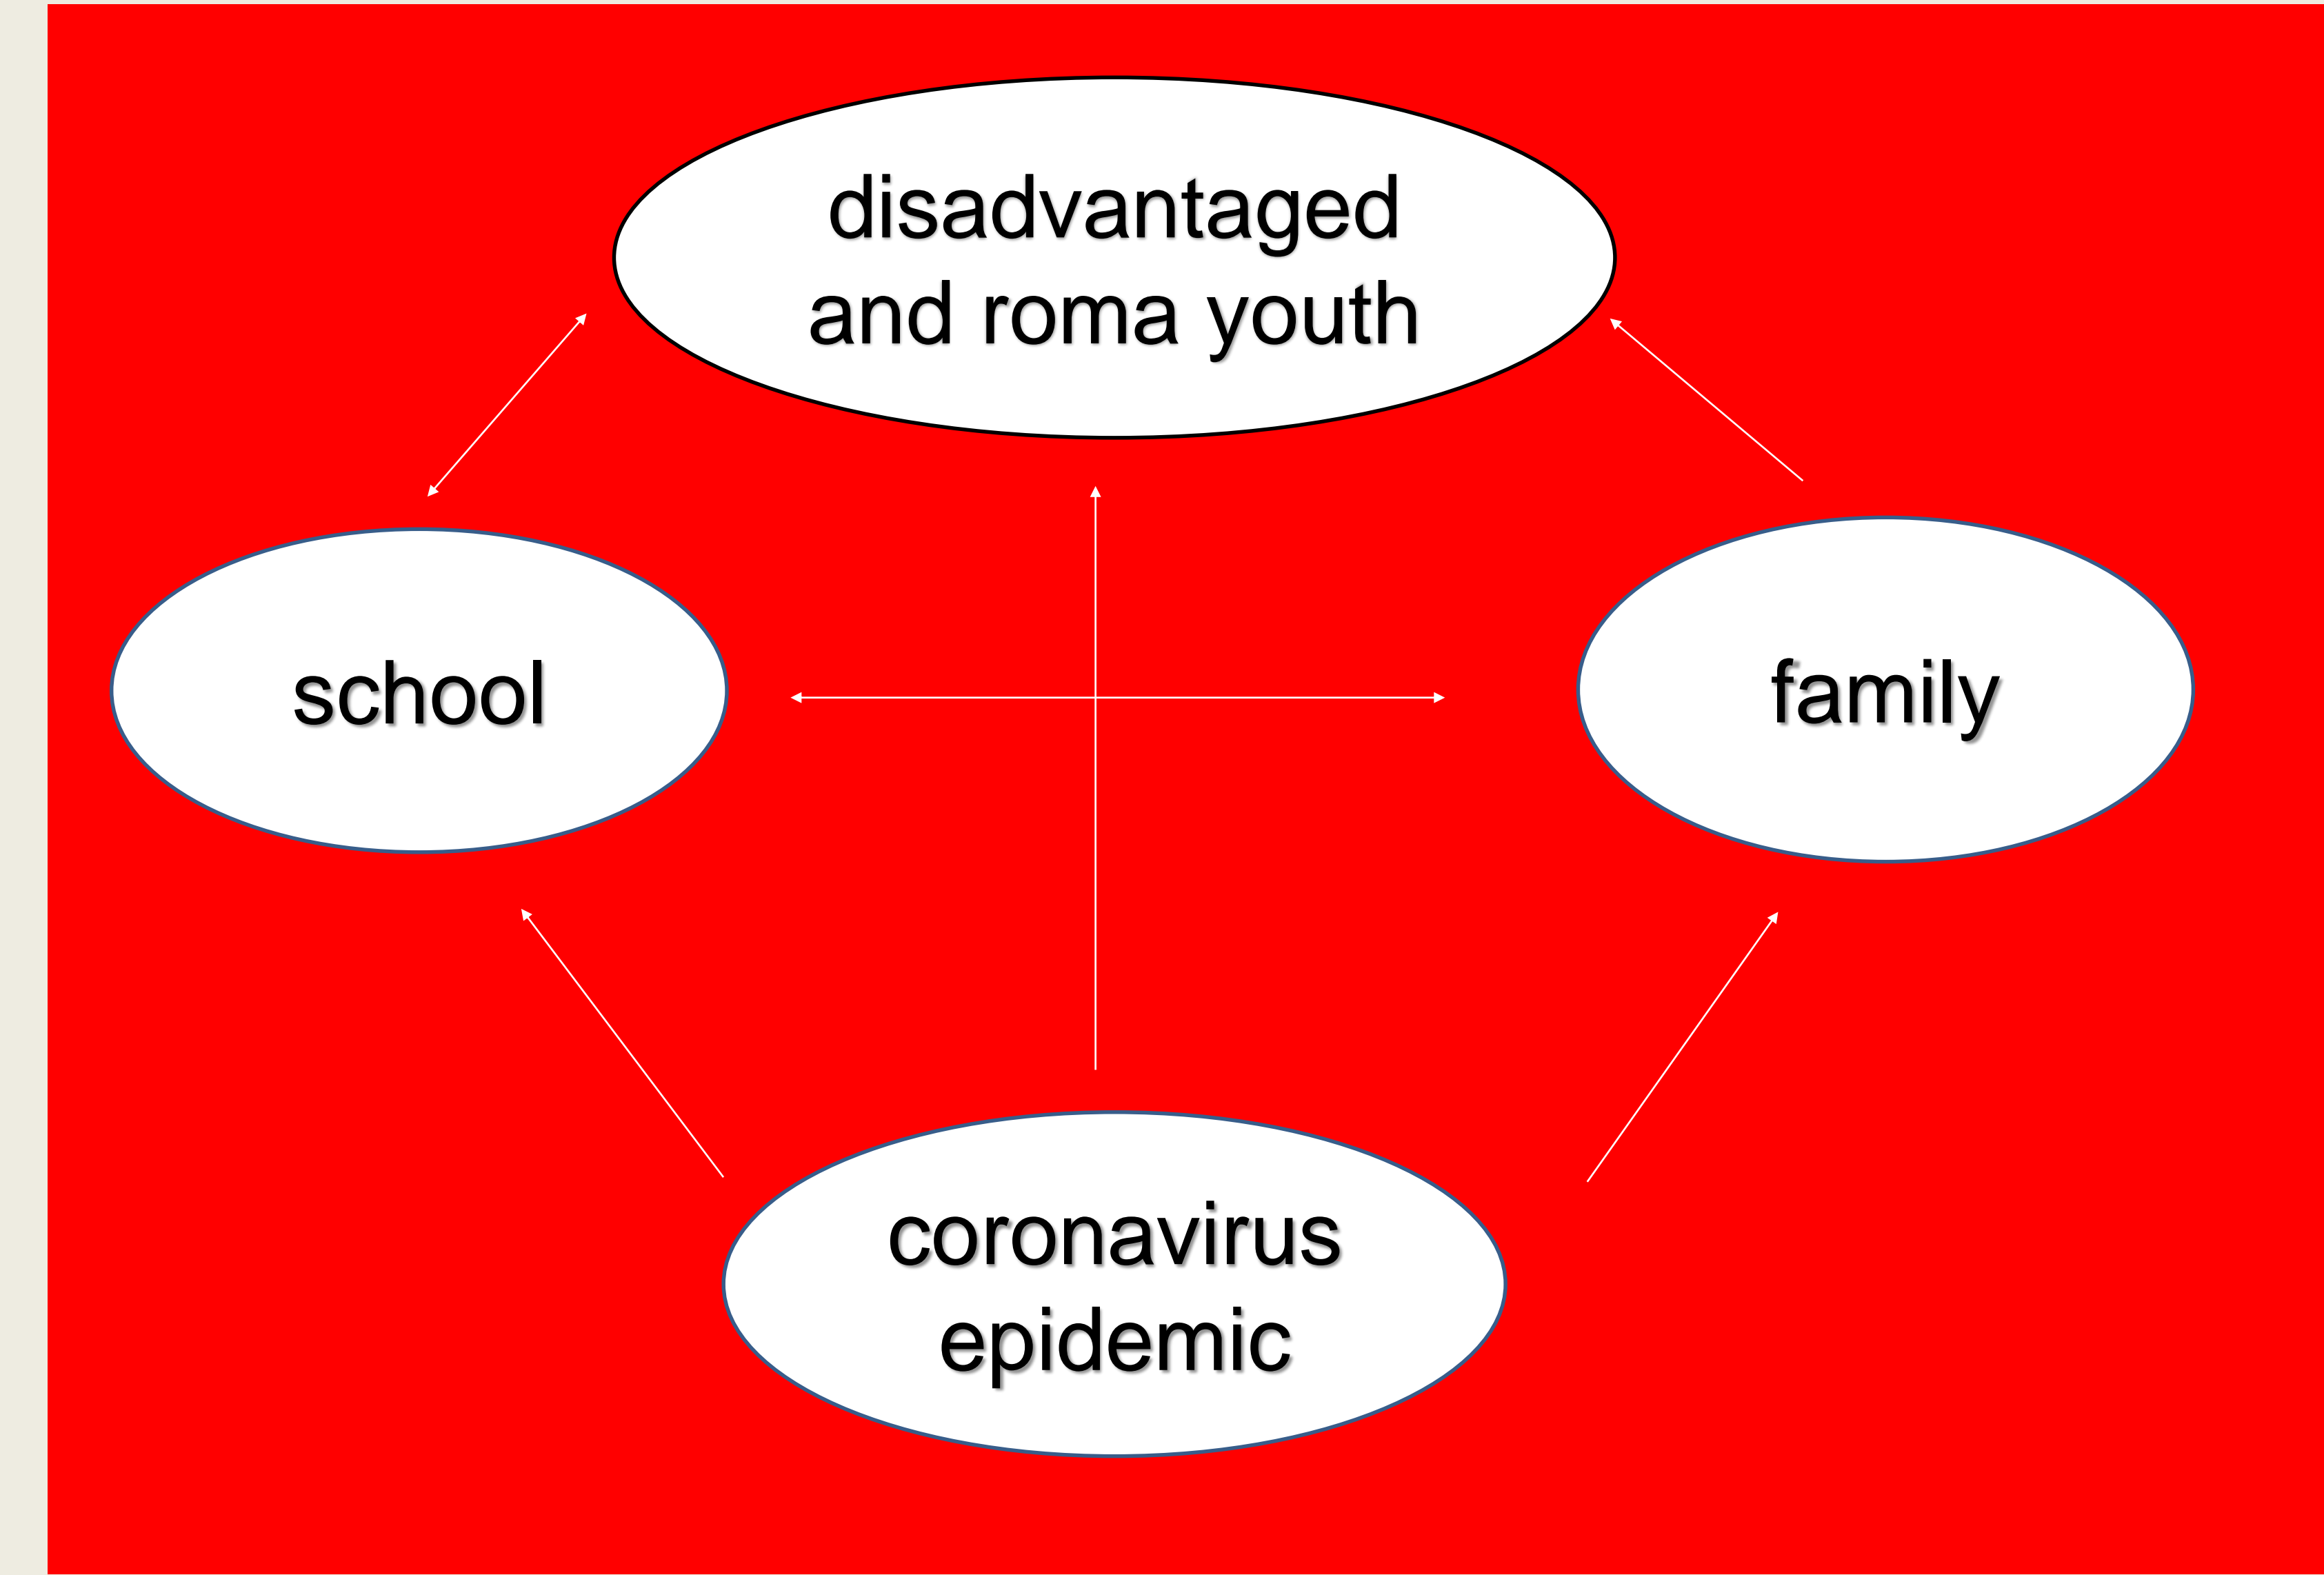 disadvantaged
and roma youth
school
family
coronavirus
epidemic